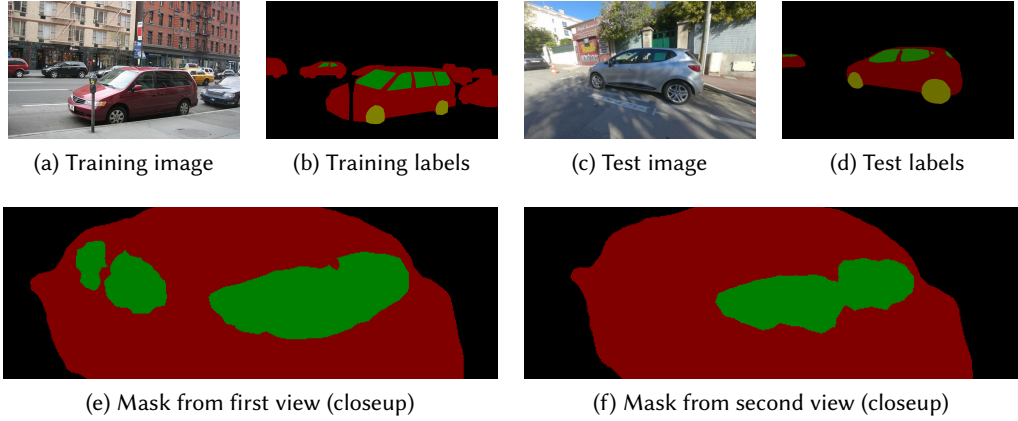 (a) Training image
(b) Training labels
(c) Test image
(d) Test labels
(e) Mask from first view (closeup)
(f) Mask from second view (closeup)